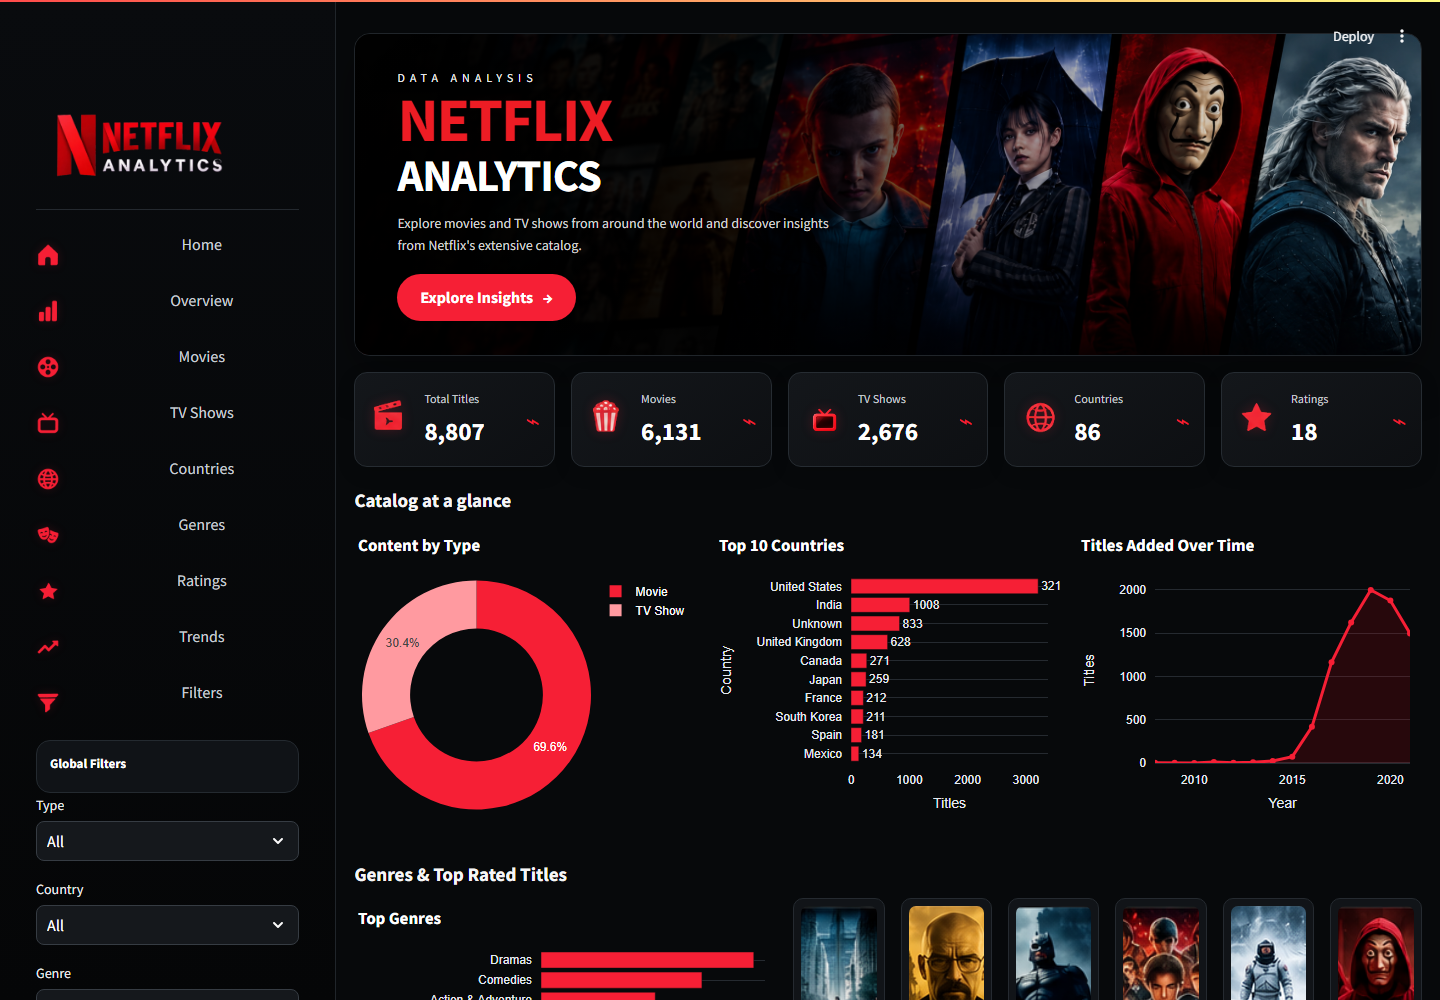 Deploy
NETFLIX
ANALYTICS
Home
Overview
Movies
TV Shows
Countries
Genres
Ratings
Trends
Filters
Global Filters
Type
All
Country
All
Genre
DATA ANALYSIS
NETFLIX
ANALYTICS
Explore movies and TV shows from around the world and discover insights
from Netflix's extensive catalog.
Explore Insights →
Total Titles
8,807
Movies
6,131
TV Shows
2,676
Countries
86
Ratings
18
Catalog at a glance
Content by Type
Movie
TV Show
30.4%
69.6%
Top 10 Countries
Country
United States 321
India 1008
Unknown 833
United Kingdom 628
Canada 271
Japan 259
France 212
South Korea 211
Spain 181
Mexico 134
0 1000 2000 3000
Titles
Titles Added Over Time
Titles
2000
1500
1000
500
0
2010 2015 2020
Year
Genres & Top Rated Titles
Top Genres
Dramas
Comedies
Action & Adventure